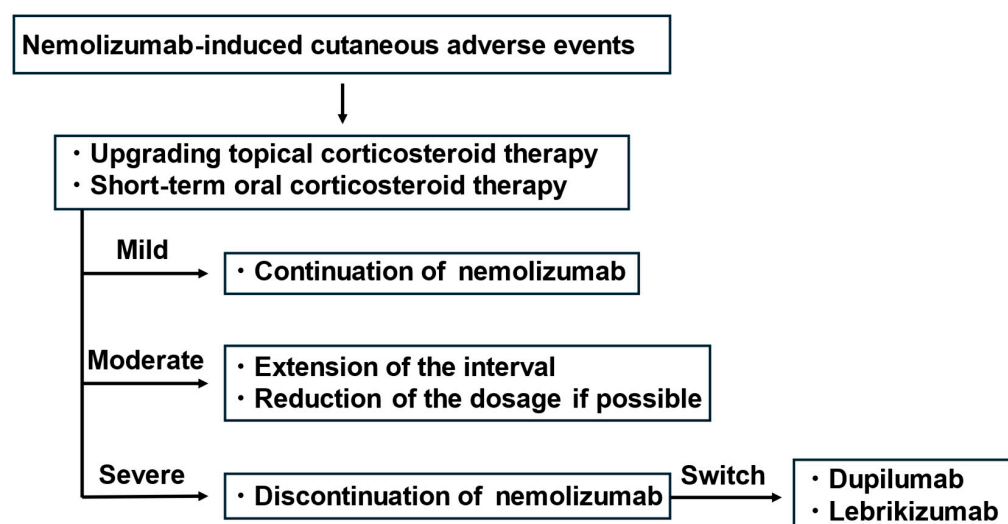 Nemolizumab-induced cutaneous adverse events
・Upgrading topical corticosteroid therapy
・Short-term oral corticosteroid therapy
Mild
・Continuation of nemolizumab
Moderate
・Extension of the interval
・Reduction of the dosage if possible
Severe
・Discontinuation of nemolizumab
Switch
・Dupilumab
・Lebrikizumab